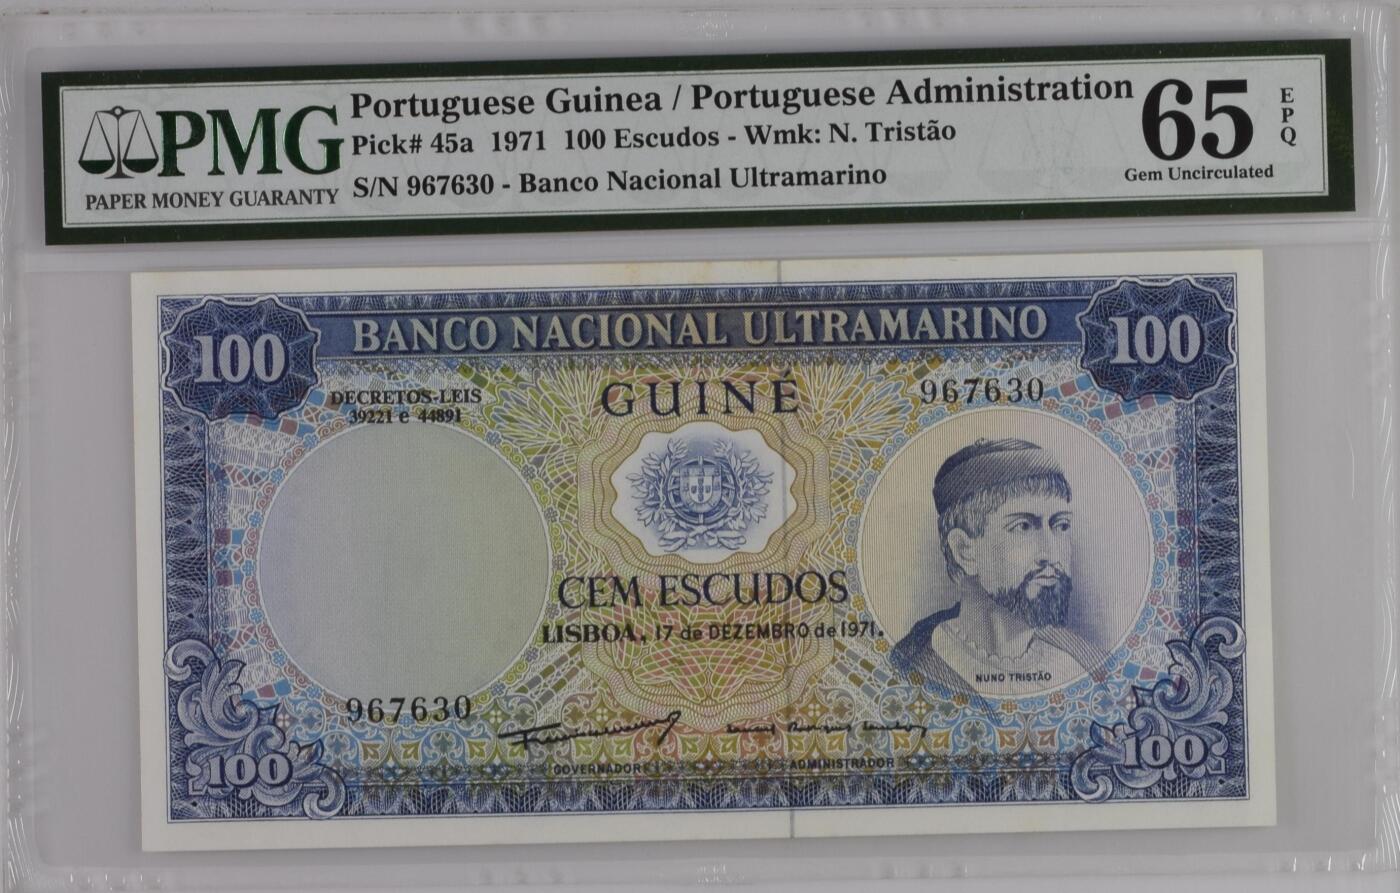 PMG
PAPER MONEY GUARANTY
Portuguese Guinea / Portuguese Administration
Pick# 45a 1971 100 Escudos - Wmk: N. Tristão
S/N 967630 - Banco Nacional Ultramarino
65
EPQ
Gem Uncirculated
100
BANCO NACIONAL ULTRAMARINO
100
DECRETOS-LEIS
39221 e 44891
GUINÉ
967630
CEM ESCUDOS
LISBOA, 17 de DEZEMBRO de 1971.
NUNO TRISTÃO
967630
GOVERNADOR
ADMINISTRADOR
100
100